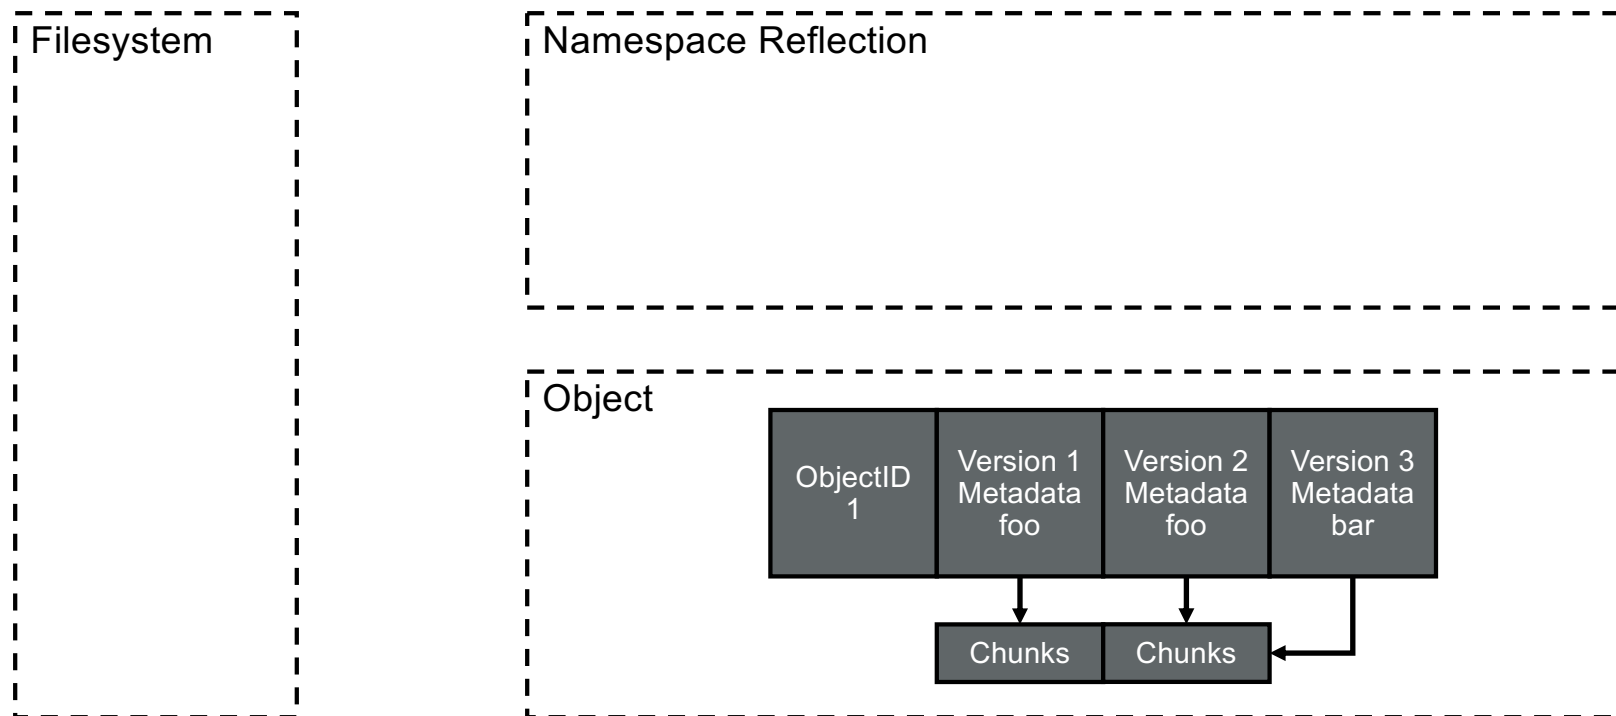 Filesystem
Namespace Reflection
Object
ObjectID
1
Version 1
Metadata
foo
Version 2
Metadata
foo
Version 3
Metadata
bar
Chunks
Chunks